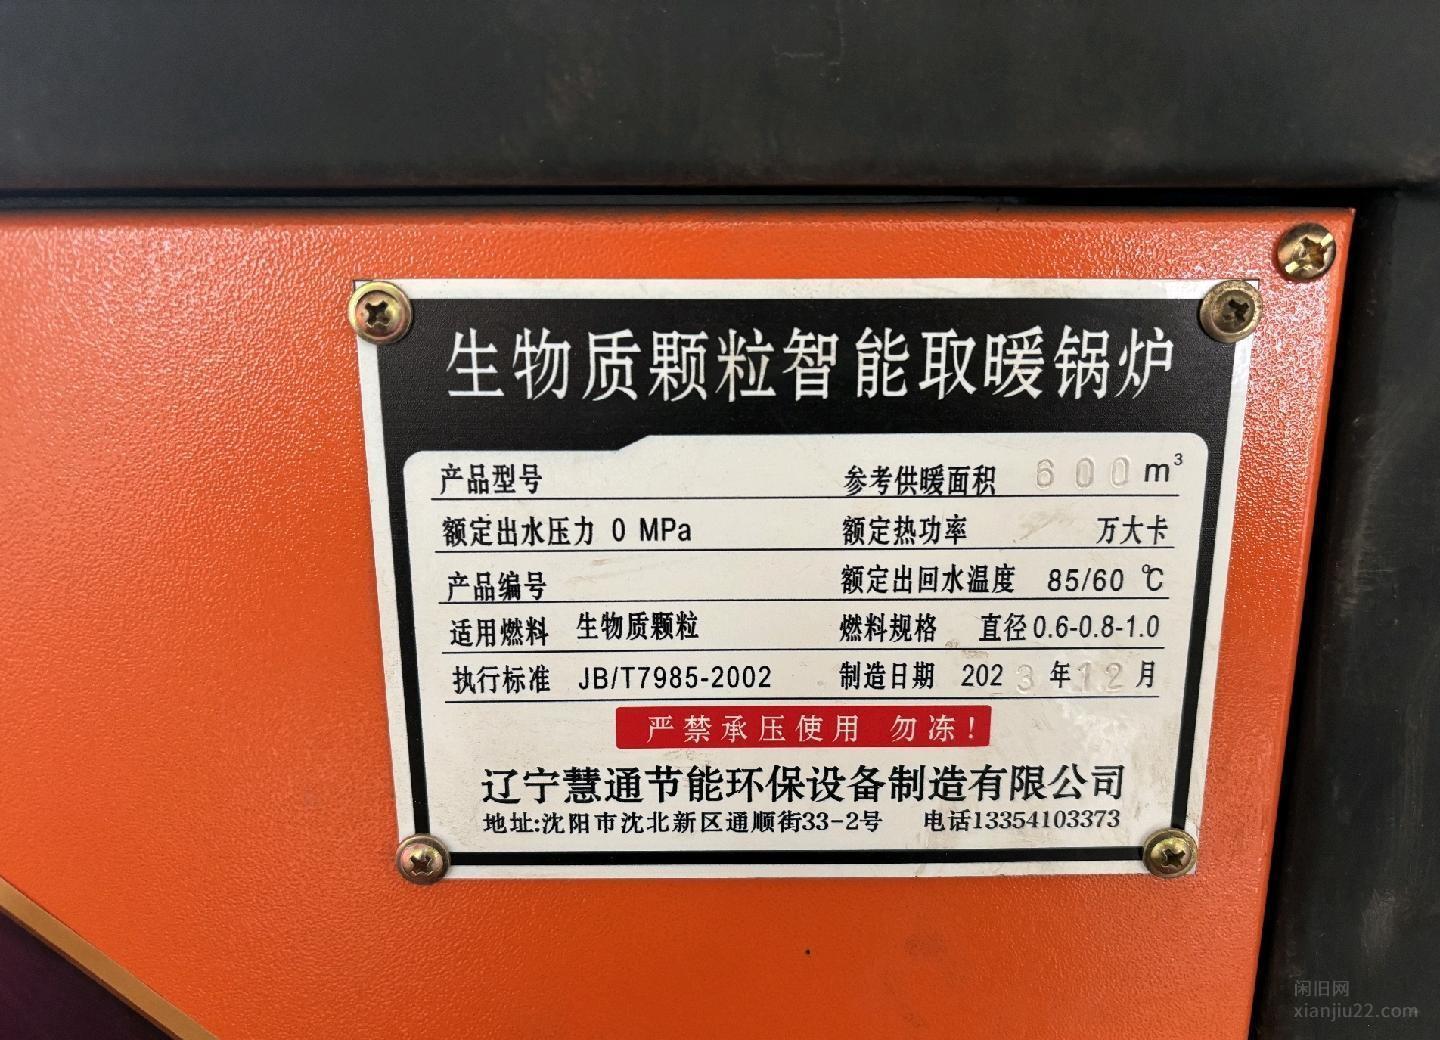 生物质颗粒智能取暖锅炉
产品型号 参考供暖面积 600 m³
额定出水压力 0 MPa 额定热功率 万大卡
产品编号 额定出回水温度 85/60 ℃
适用燃料 生物质颗粒 燃料规格 直径0.6-0.8-1.0
执行标准 JB/T7985-2002 制造日期 2023年12月
严禁承压使用 勿冻!
辽宁慧通节能环保设备制造有限公司
地址:沈阳市沈北新区通顺街33-2号 电话13354103373
闲旧网
xianjiu22.com